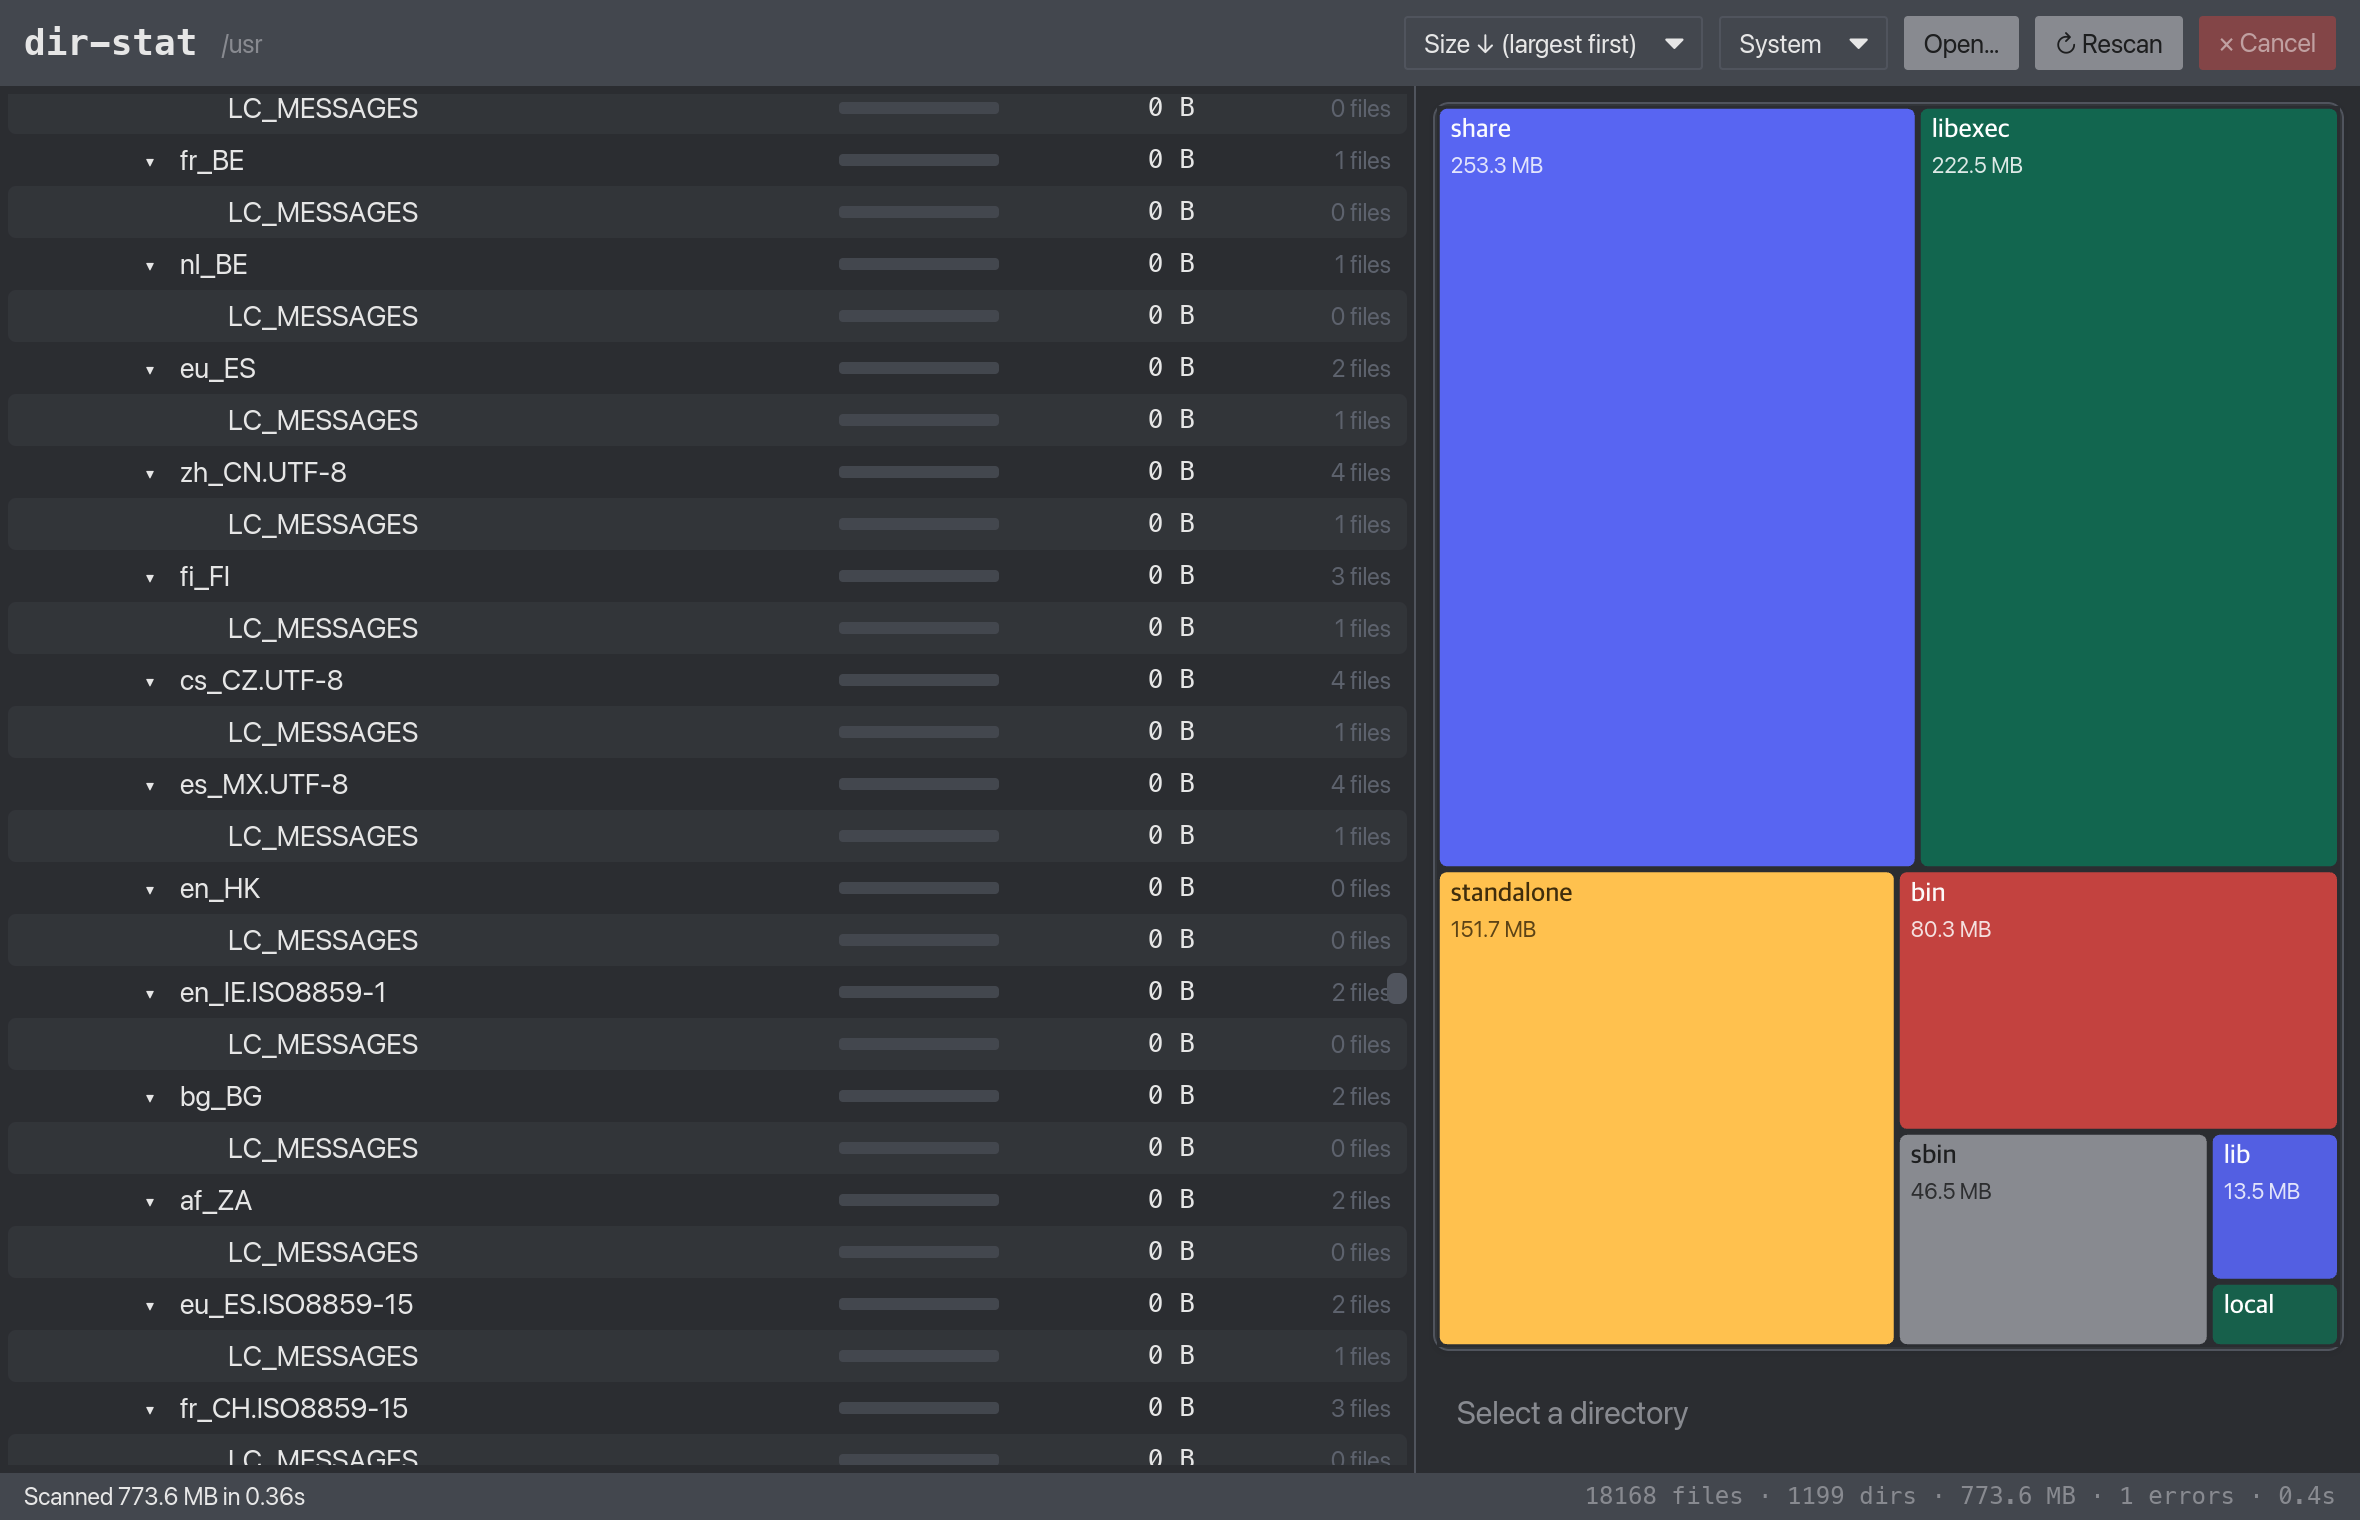 dir-stat /usr Size ↓ (largest first) System Open... ↻ Rescan × Cancel
LC_MESSAGES 0 B 0 files
▾ fr_BE 0 B 1 files
LC_MESSAGES 0 B 0 files
▾ nl_BE 0 B 1 files
LC_MESSAGES 0 B 0 files
▾ eu_ES 0 B 2 files
LC_MESSAGES 0 B 1 files
▾ zh_CN.UTF-8 0 B 4 files
LC_MESSAGES 0 B 1 files
▾ fi_FI 0 B 3 files
LC_MESSAGES 0 B 1 files
▾ cs_CZ.UTF-8 0 B 4 files
LC_MESSAGES 0 B 1 files
▾ es_MX.UTF-8 0 B 4 files
LC_MESSAGES 0 B 1 files
▾ en_HK 0 B 0 files
LC_MESSAGES 0 B 0 files
▾ en_IE.ISO8859-1 0 B 2 files
LC_MESSAGES 0 B 0 files
▾ bg_BG 0 B 2 files
LC_MESSAGES 0 B 0 files
▾ af_ZA 0 B 2 files
LC_MESSAGES 0 B 0 files
▾ eu_ES.ISO8859-15 0 B 2 files
LC_MESSAGES 0 B 1 files
▾ fr_CH.ISO8859-15 0 B 3 files
LC_MESSAGES 0 B 0 files
share
253.3 MB
libexec
222.5 MB
standalone
151.7 MB
bin
80.3 MB
sbin
46.5 MB
lib
13.5 MB
local
Select a directory
Scanned 773.6 MB in 0.36s 18168 files · 1199 dirs · 773.6 MB · 1 errors · 0.4s